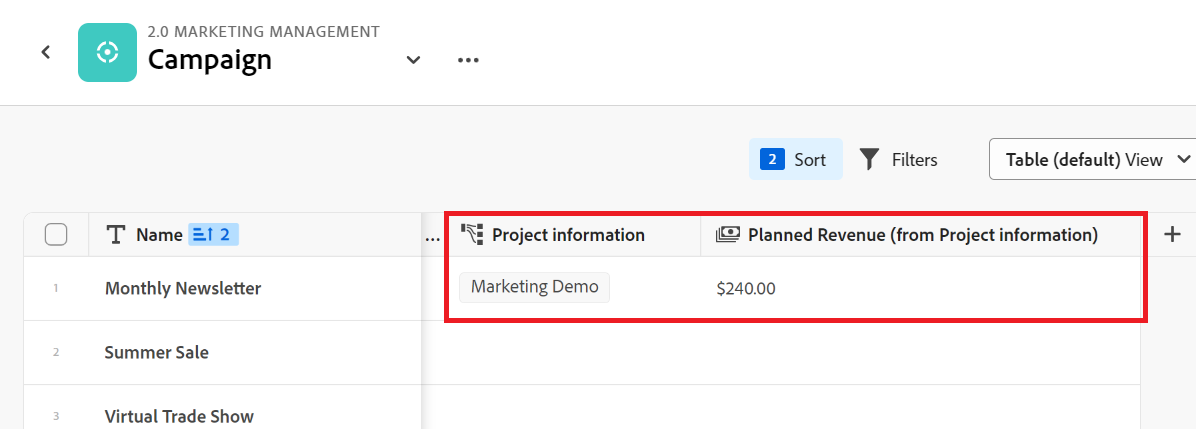 2.0 MARKETING MANAGEMENT
Campaign
2 Sort Filters Table (default) View
Name 2 ... Project information Planned Revenue (from Project information)
1 Monthly Newsletter Marketing Demo $240.00
2 Summer Sale
3 Virtual Trade Show